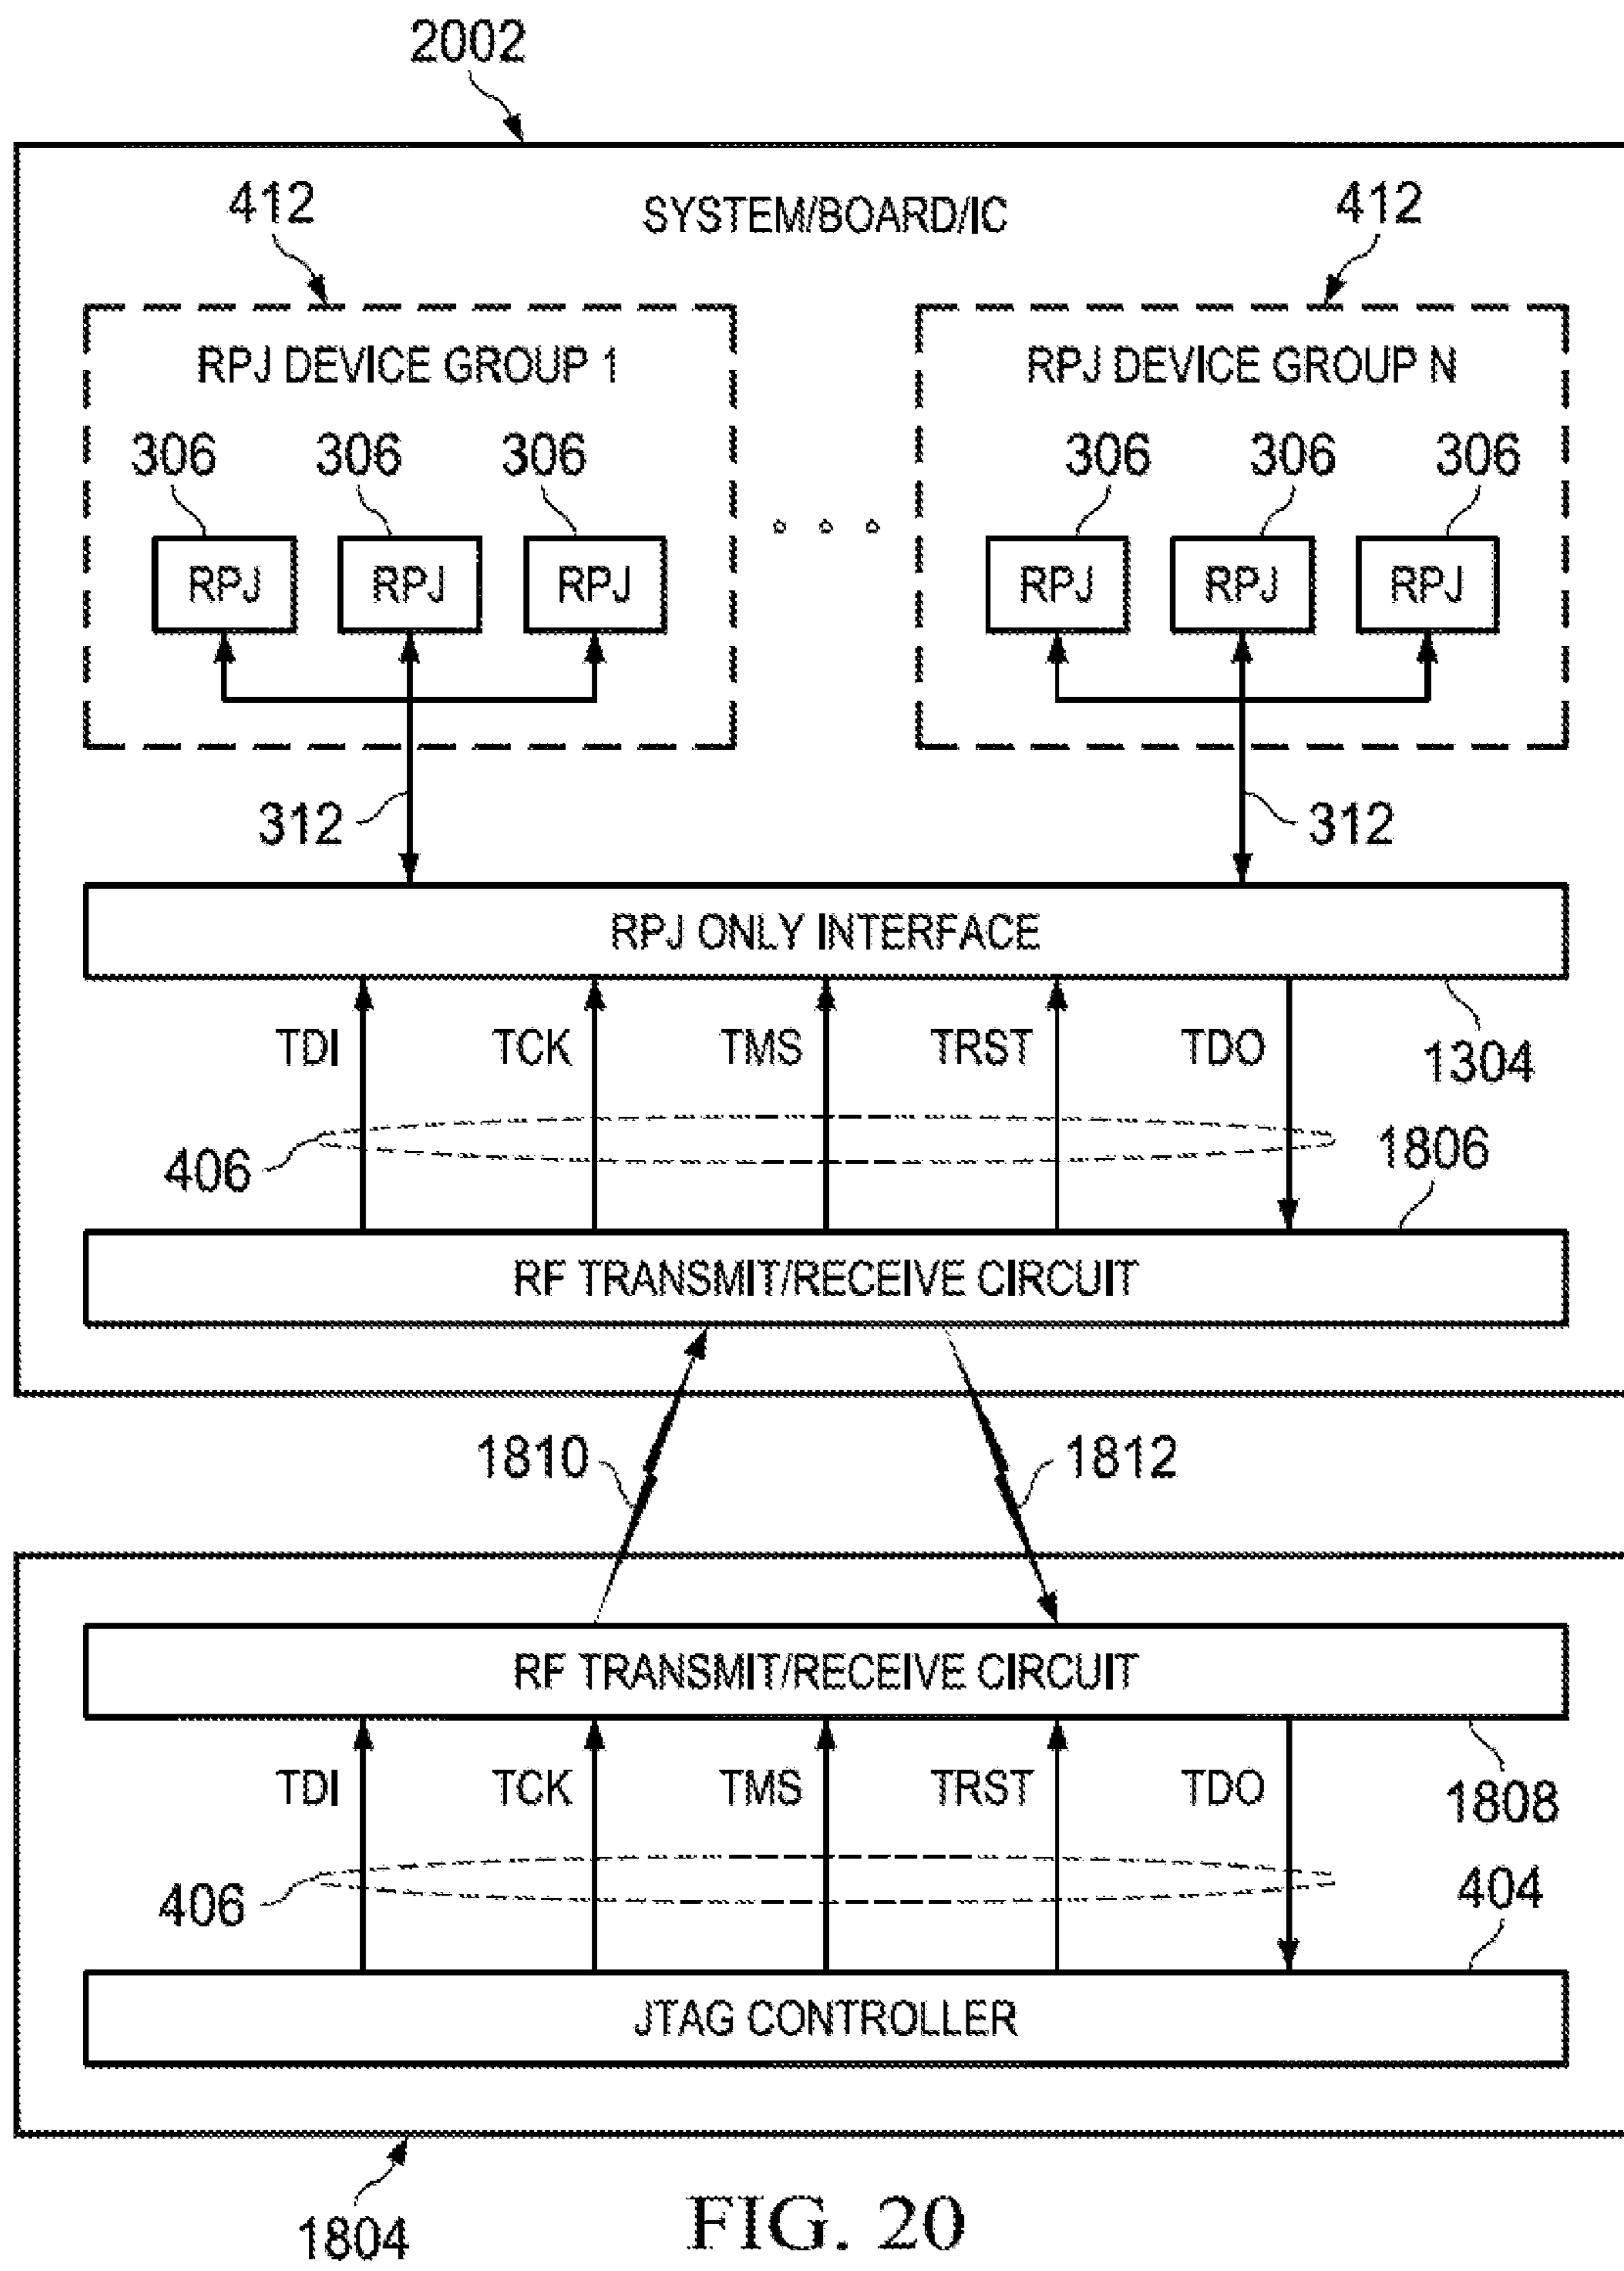 2002
412
SYSTEM/BOARD/IC
412
RPJ DEVICE GROUP 1
RPJ DEVICE GROUP N
306 306 306
306 306 306
RPJ RPJ RPJ
RPJ RPJ RPJ
312
312
RPJ ONLY INTERFACE
TDI TCK TMS TRST TDO
1304
406
1806
RF TRANSMIT/RECEIVE CIRCUIT
1810
1812
RF TRANSMIT/RECEIVE CIRCUIT
TDI TCK TMS TRST TDO
1808
406
404
JTAG CONTROLLER
1804
FIG. 20